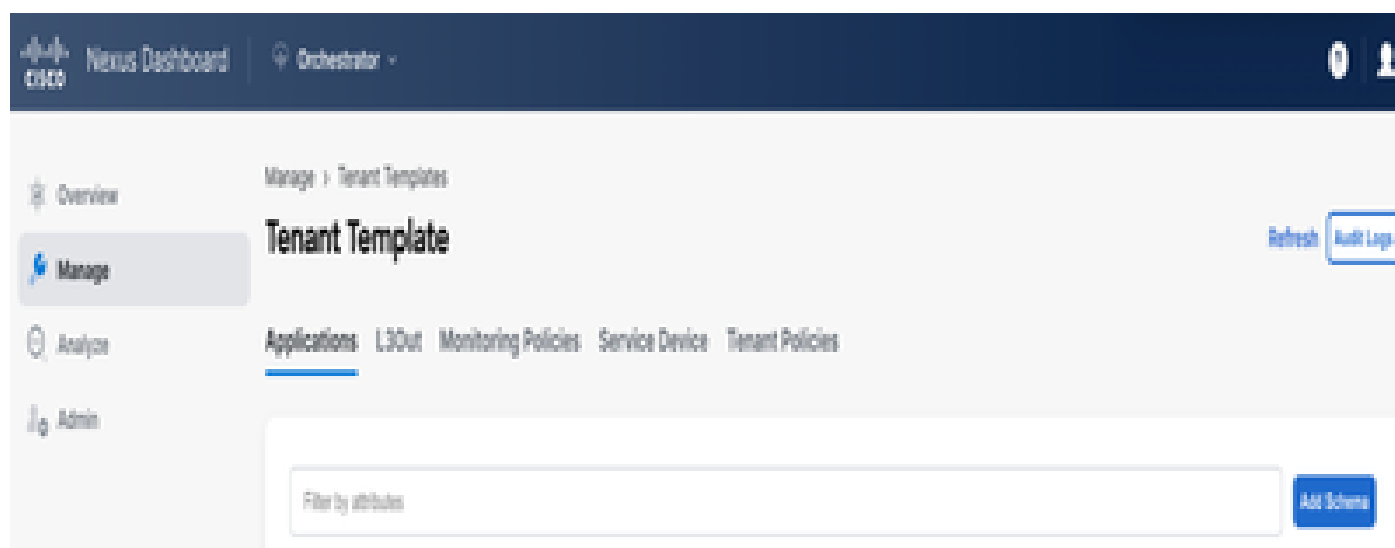 CISCO Nexus Dashboard Orchestrator
Overview
Manage
Analyze
Admin
Manage > Tenant Templates
Tenant Template
Refresh Audit Logs
Applications L3Out Monitoring Policies Service Device Tenant Policies
Filter by attributes Add Schema